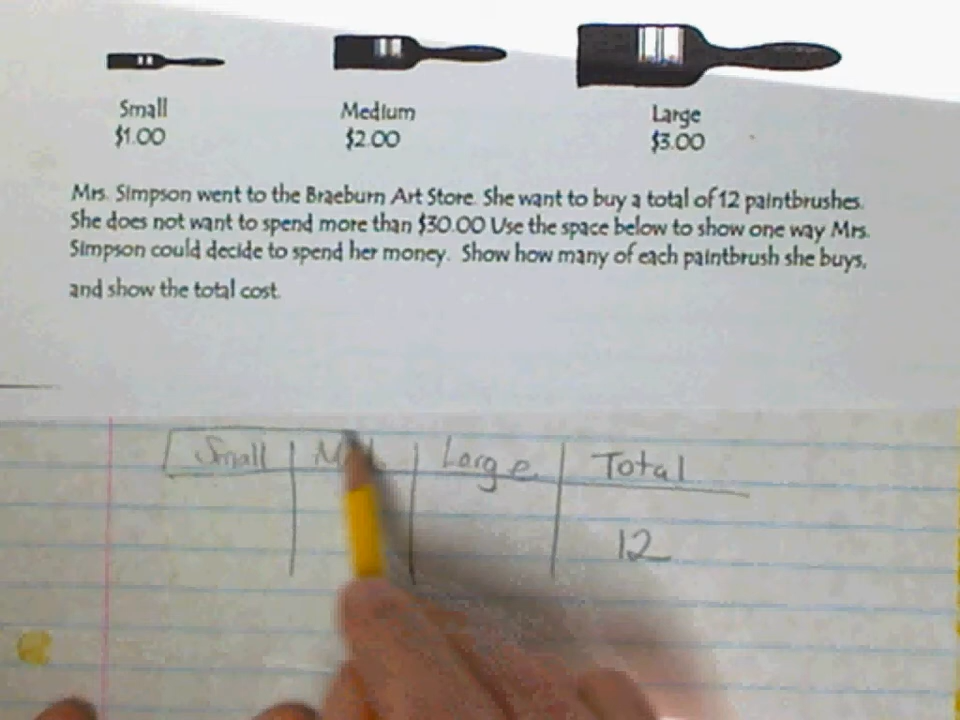 Small Medium Large
$1.00 $2.00 $3.00
Mrs. Simpson went to the Braeburn Art Store. She want to buy a total of 12 paintbrushes.
She does not want to spend more than $30.00 Use the space below to show one way Mrs.
Simpson could decide to spend her money. Show how many of each paintbrush she buys,
and show the total cost.
Small Large Total
12